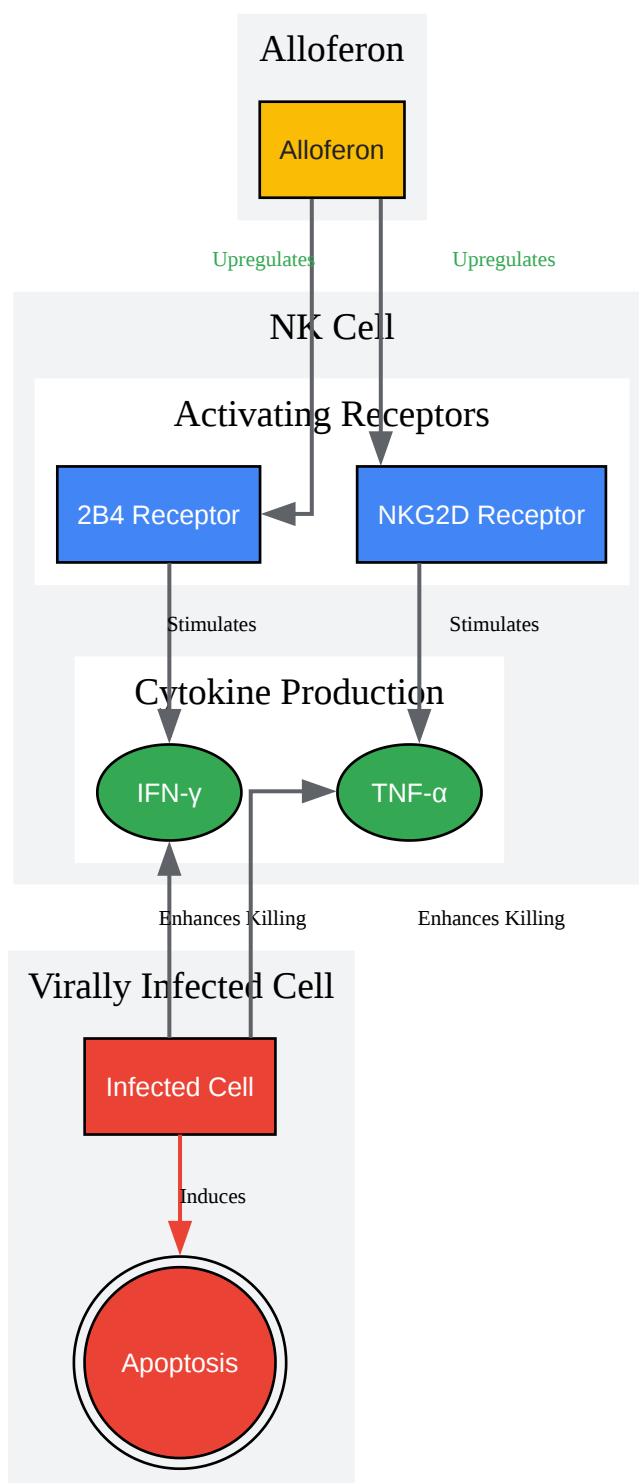 Alloferon
Alloferon
Upregulates
Upregulates
NK Cell
Activating Receptors
2B4 Receptor
NKG2D Receptor
Stimulates
Stimulates
Cytokine Production
IFN-γ
TNF-α
Enhances Killing
Enhances Killing
Virally Infected Cell
Infected Cell
Induces
Apoptosis